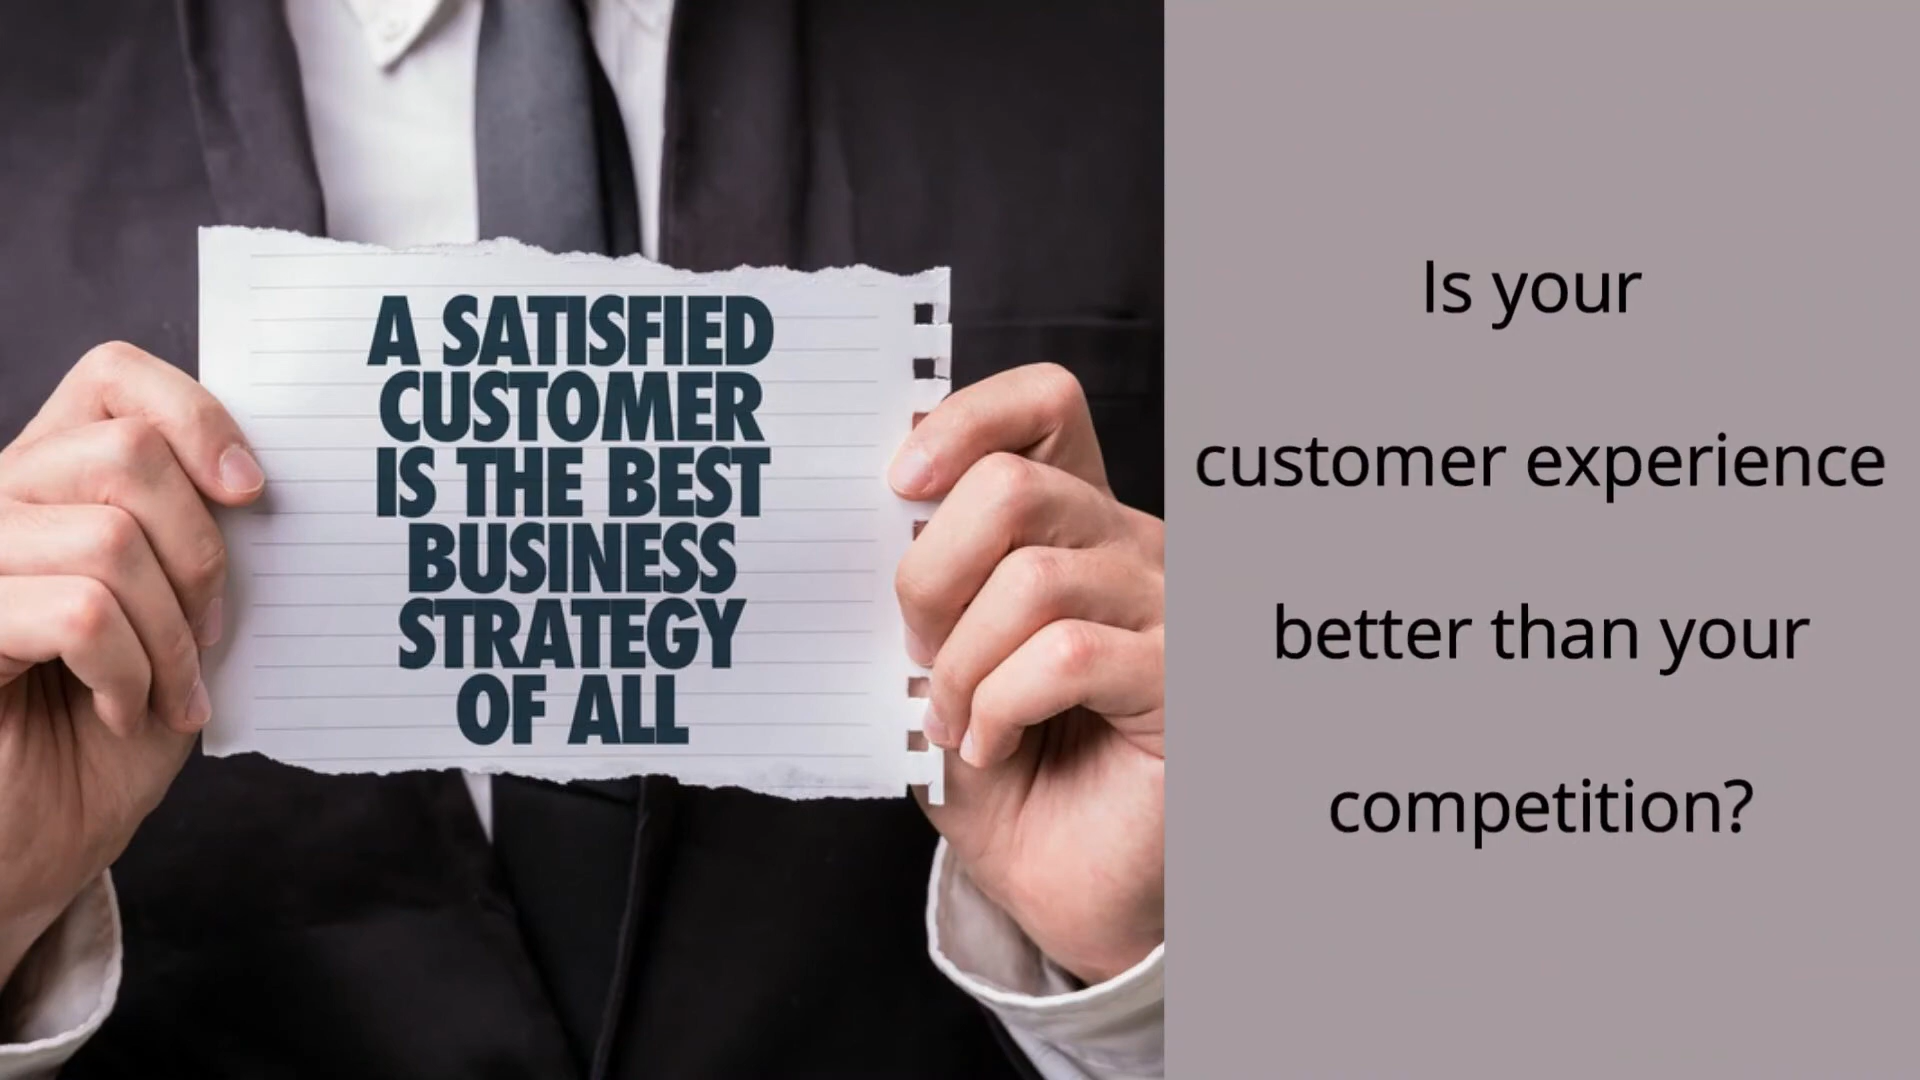 A SATISFIED
CUSTOMER
IS THE BEST
BUSINESS
STRATEGY
OF ALL
Is your
customer experience
better than your
competition?